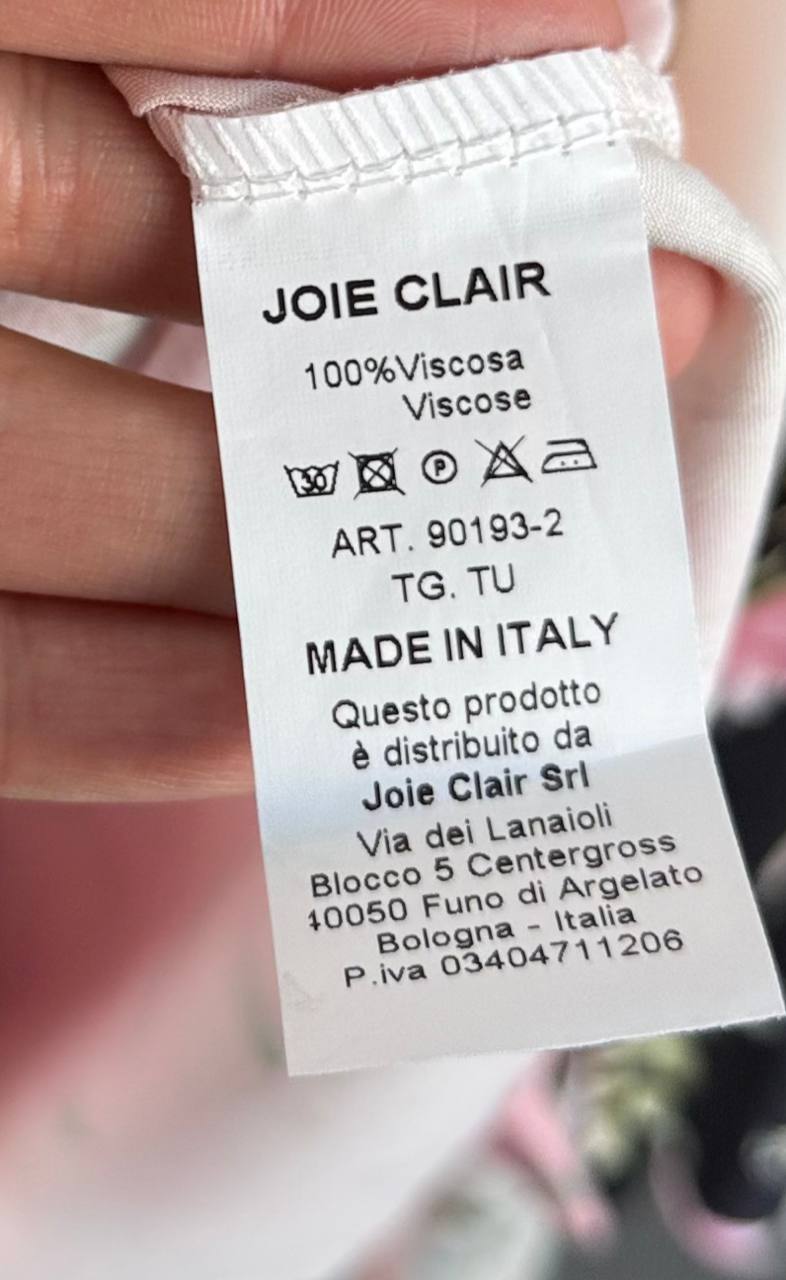 JOIE CLAIR
100%Viscosa
Viscose
30 P
ART. 90193-2
TG. TU
MADE IN ITALY
Questo prodotto
è distribuito da
Joie Clair Srl
Via dei Lanaioli
Blocco 5 Centergross
40050 Funo di Argelato
Bologna - Italia
P.iva 03404711206